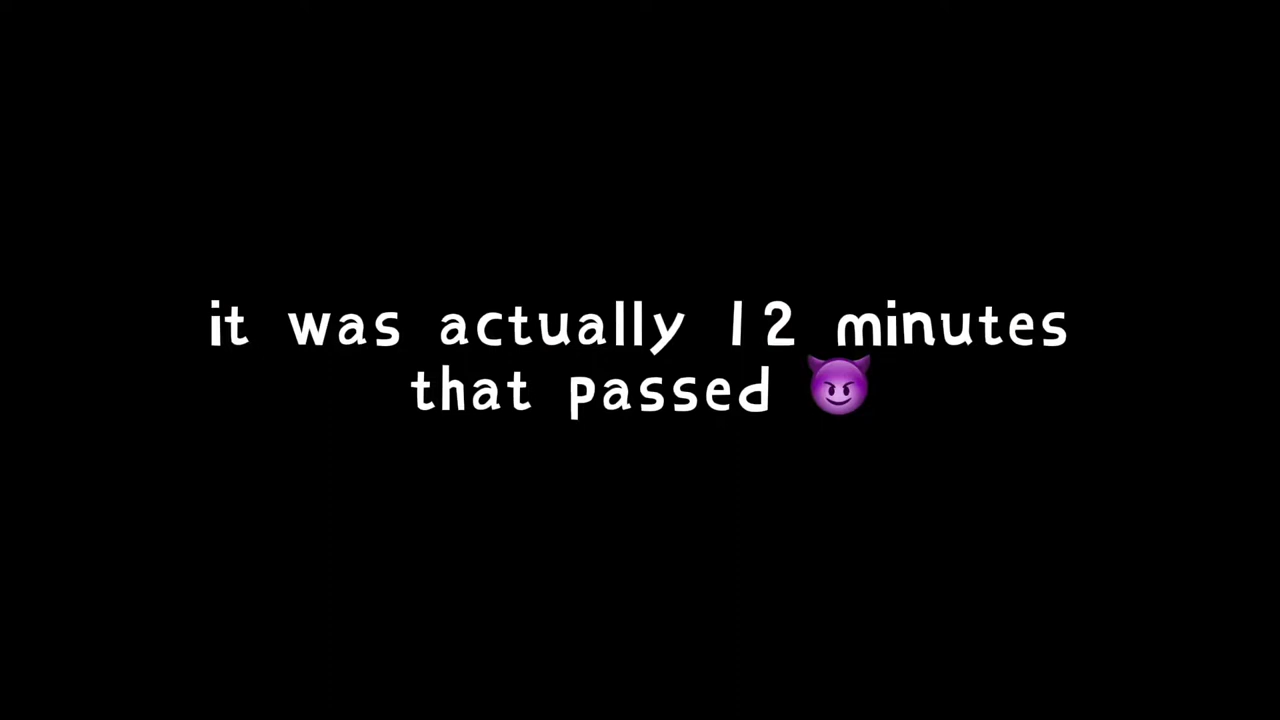 it was actually 12 minutes
that passed 😈